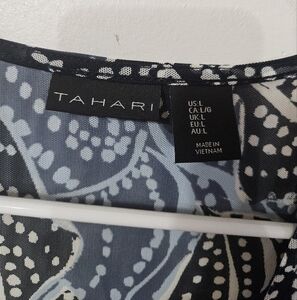 TAHARI
US:L
CA:L/G
UK:L
EU:L
AU:L
MADE IN
VIETNAM